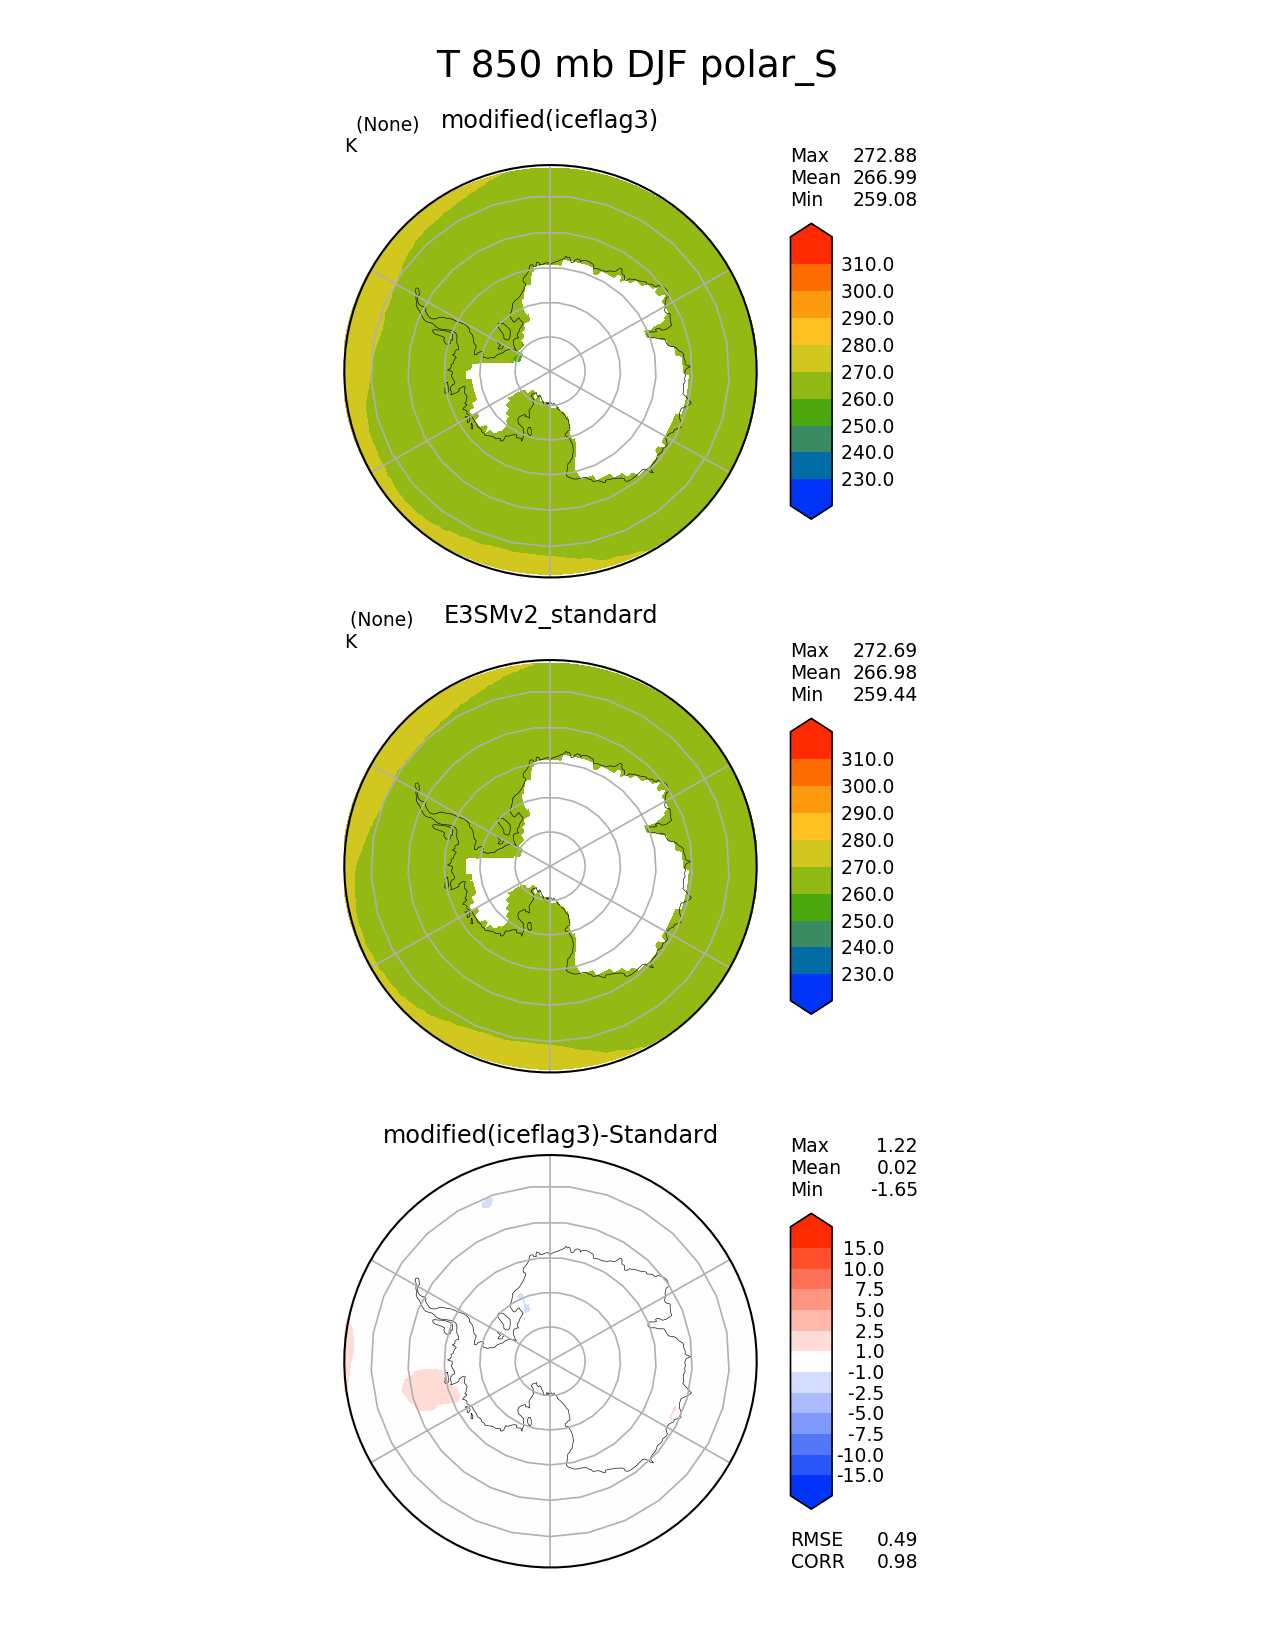 T 850 mb DJF polar_S
(None) modified(iceflag3)
K
Max 272.88
Mean 266.99
Min 259.08
310.0
300.0
290.0
280.0
270.0
260.0
250.0
240.0
230.0
(None) E3SMv2_standard
K
Max 272.69
Mean 266.98
Min 259.44
310.0
300.0
290.0
280.0
270.0
260.0
250.0
240.0
230.0
modified(iceflag3)-Standard
Max 1.22
Mean 0.02
Min -1.65
15.0
10.0
7.5
5.0
2.5
1.0
-1.0
-2.5
-5.0
-7.5
-10.0
-15.0
RMSE 0.49
CORR 0.98